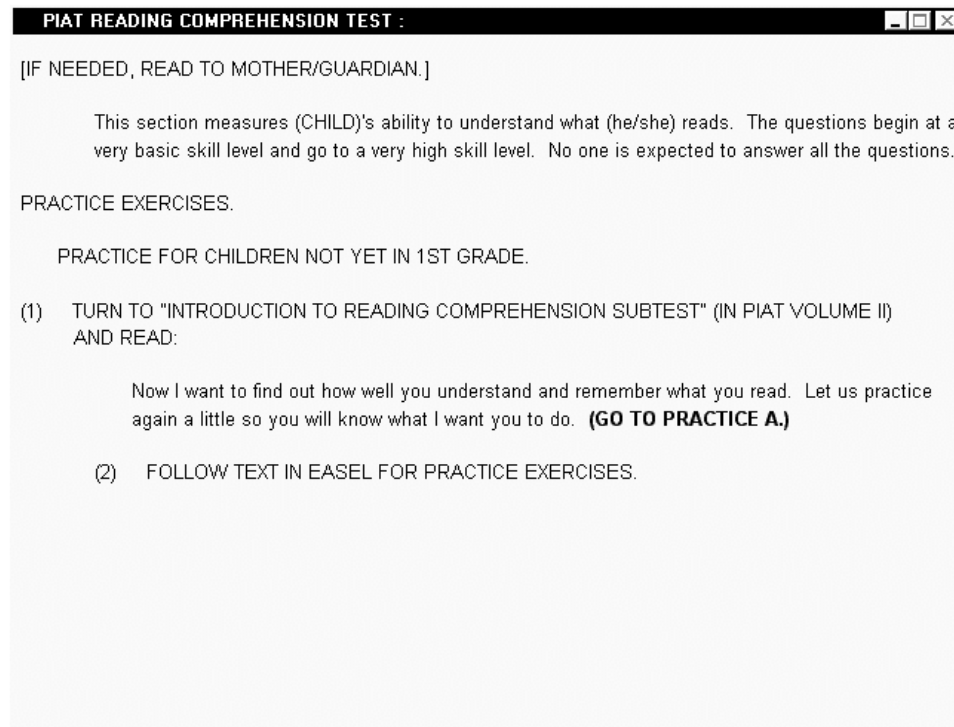 PIAT READING COMPREHENSION TEST :
[IF NEEDED, READ TO MOTHER/GUARDIAN.]
This section measures (CHILD)'s ability to understand what (he/she) reads. The questions begin at a
very basic skill level and go to a very high skill level. No one is expected to answer all the questions.
PRACTICE EXERCISES.
PRACTICE FOR CHILDREN NOT YET IN 1ST GRADE.
(1) TURN TO "INTRODUCTION TO READING COMPREHENSION SUBTEST" (IN PIAT VOLUME II)
AND READ:
Now I want to find out how well you understand and remember what you read. Let us practice
again a little so you will know what I want you to do. (GO TO PRACTICE A.)
(2) FOLLOW TEXT IN EASEL FOR PRACTICE EXERCISES.